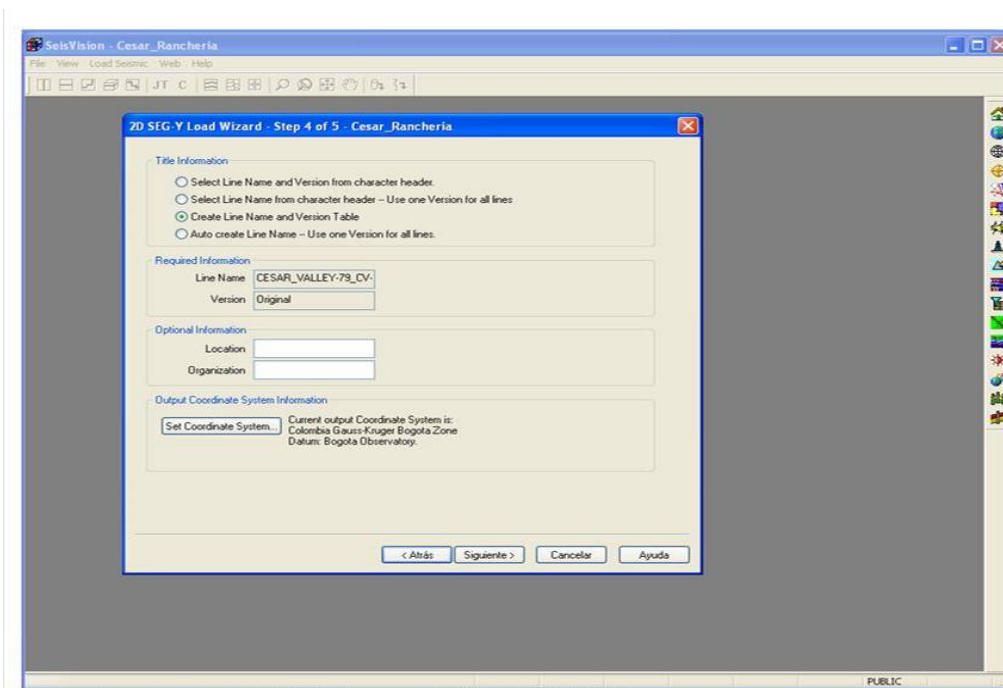 SeisVision - Cesar_Rancheria
File View Load Seismic Web Help
JT C
2D SEG-Y Load Wizard - Step 4 of 5 - Cesar_Rancheria
Title Information
Select Line Name and Version from character header.
Select Line Name from character header – Use one Version for all lines
Create Line Name and Version Table
Auto create Line Name – Use one Version for all lines.
Required Information
Line Name CESAR_VALLEY-79_CV-
Version Original
Optional Information
Location
Organization
Output Coordinate System Information
Set Coordinate System...
Current output Coordinate System is:
Colombia Gauss-Kruger Bogota Zone
Datum: Bogota Observatory.
< Atrás Siguiente > Cancelar Ayuda
PUBLIC